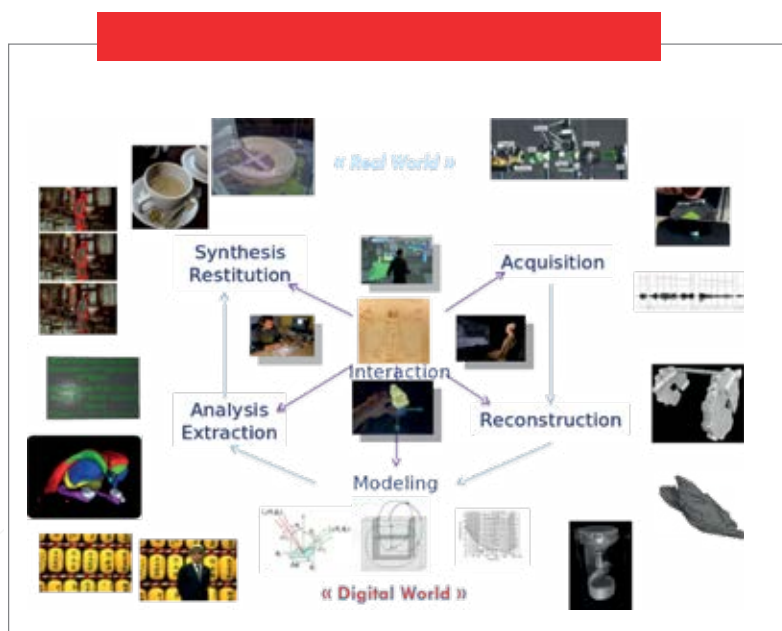 « Real World »
Synthesis
Restitution
Acquisition
Interaction
Analysis
Extraction
Reconstruction
Modeling
« Digital World »